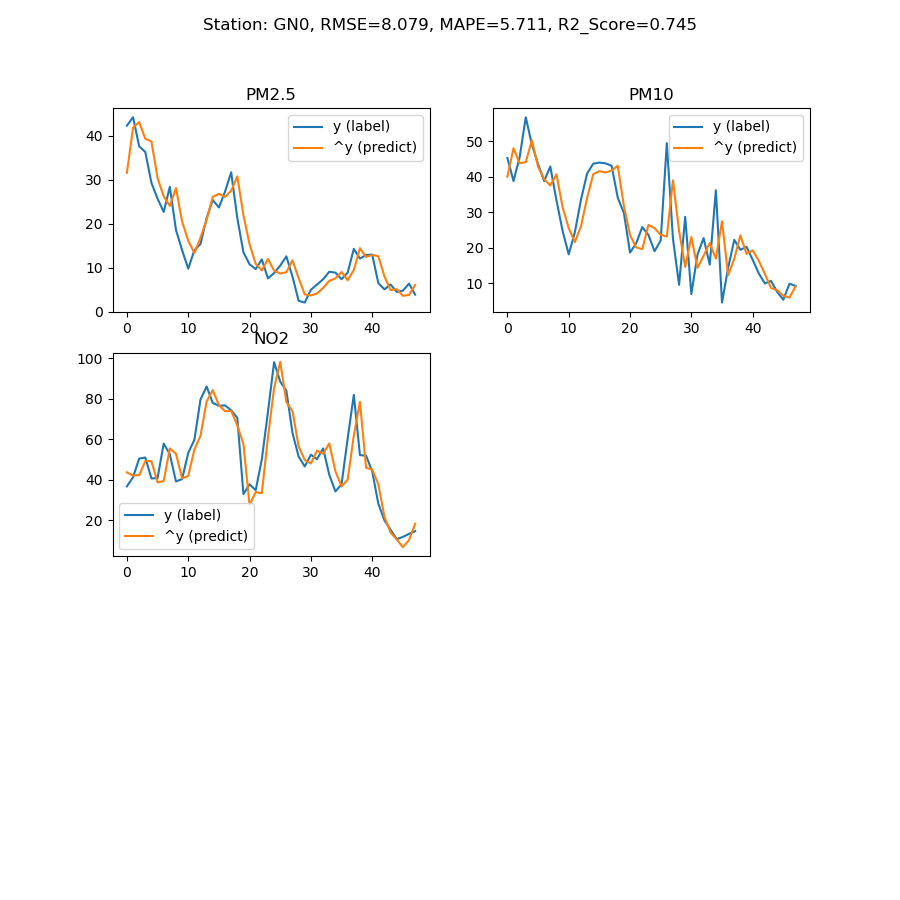 Station: GN0, RMSE=8.079, MAPE=5.711, R2_Score=0.745
PM2.5
y (label)
^y (predict)
40
30
20
10
0
0 10 20 30 40
PM10
y (label)
^y (predict)
50
40
30
20
10
0 10 20 30 40
NO2
100
80
60
40
20
y (label)
^y (predict)
0 10 20 30 40